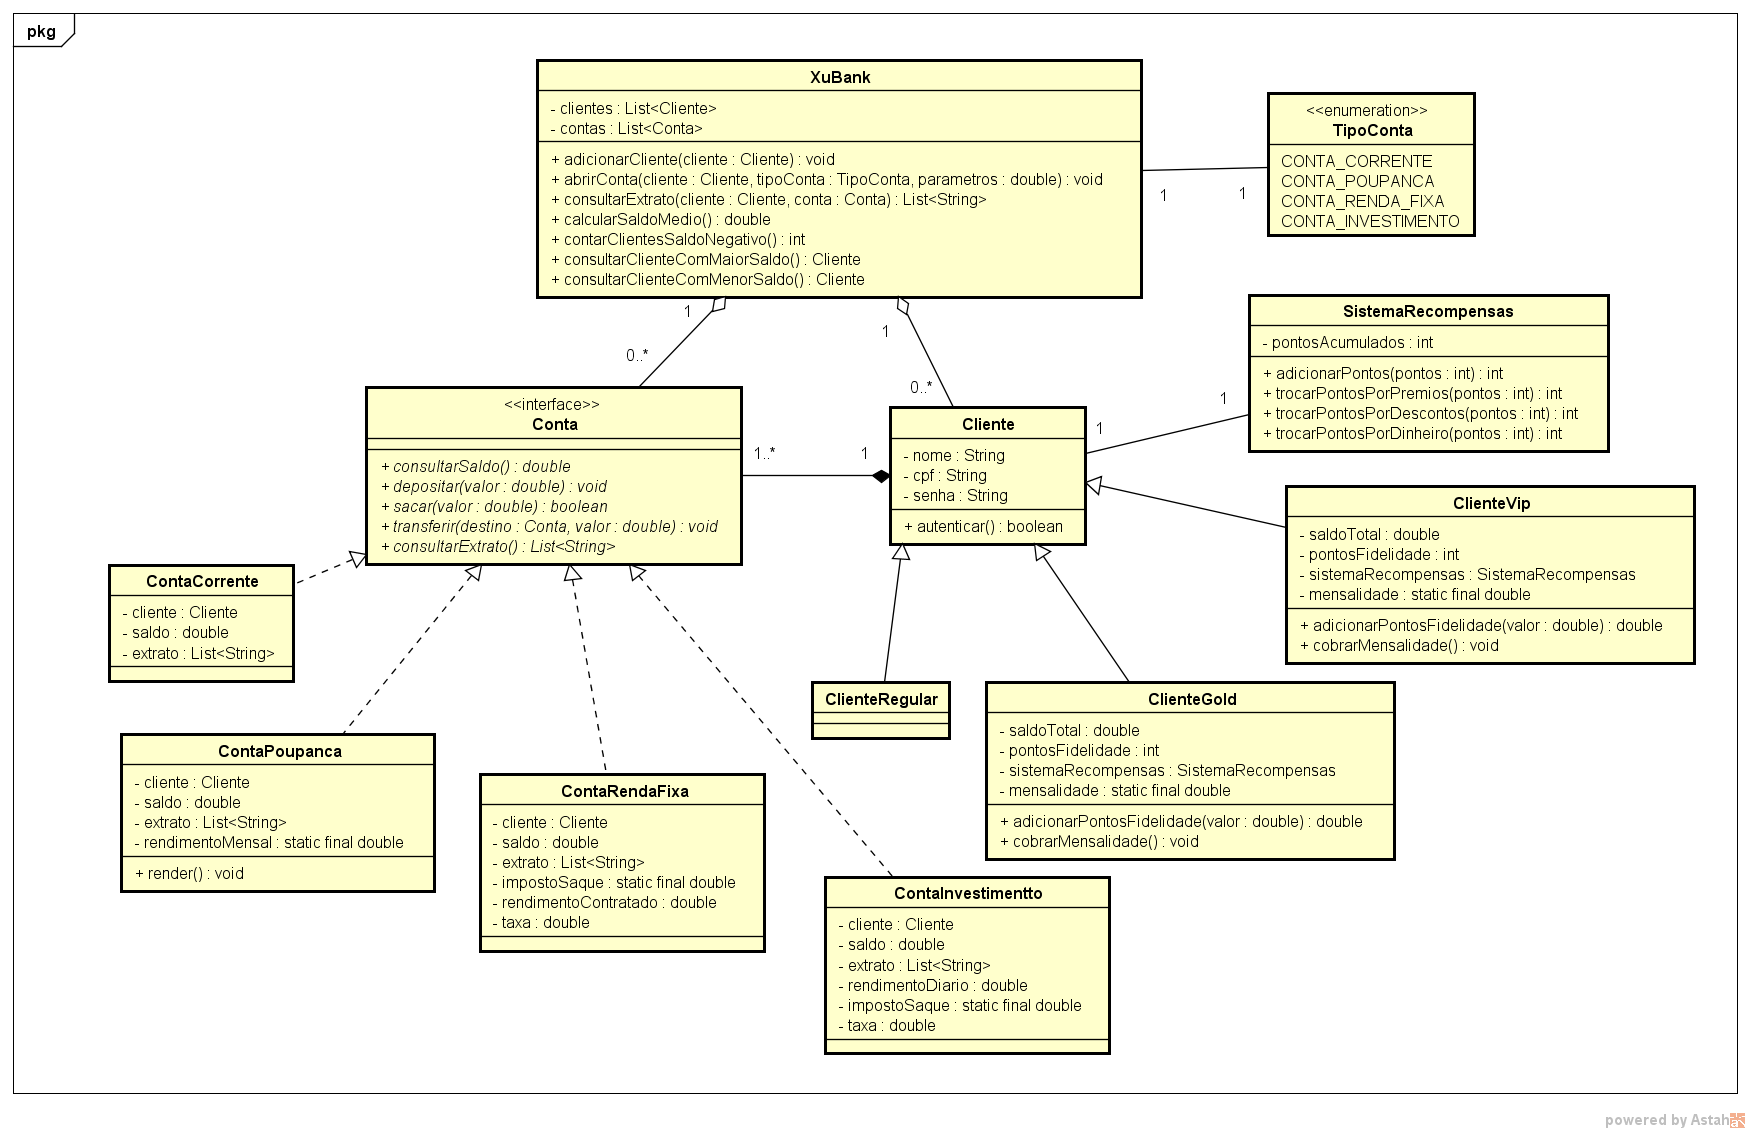 pkg
XuBank
- clientes : List<Cliente>
- contas : List<Conta>
+ adicionarCliente(cliente : Cliente) : void
+ abrirConta(cliente : Cliente, tipoConta : TipoConta, parametros : double) : void
+ consultarExtrato(cliente : Cliente, conta : Conta) : List<String>
+ calcularSaldoMedio() : double
+ contarClientesSaldoNegativo() : int
+ consultarClienteComMaiorSaldo() : Cliente
+ consultarClienteComMenorSaldo() : Cliente
<<enumeration>>
TipoConta
CONTA_CORRENTE
CONTA_POUPANCA
CONTA_RENDA_FIXA
CONTA_INVESTIMENTO
1
1
1
0..*
1
0..*
SistemaRecompensas
- pontosAcumulados : int
+ adicionarPontos(pontos : int) : int
+ trocarPontosPorPremios(pontos : int) : int
+ trocarPontosPorDescontos(pontos : int) : int
+ trocarPontosPorDinheiro(pontos : int) : int
<<interface>>
Conta
+ consultarSaldo() : double
+ depositar(valor : double) : void
+ sacar(valor : double) : boolean
+ transferir(destino : Conta, valor : double) : void
+ consultarExtrato() : List<String>
1..*
1
Cliente
- nome : String
- cpf : String
- senha : String
+ autenticar() : boolean
1
1
ClienteVip
- saldoTotal : double
- pontosFidelidade : int
- sistemaRecompensas : SistemaRecompensas
- mensalidade : static final double
+ adicionarPontosFidelidade(valor : double) : double
+ cobrarMensalidade() : void
ContaCorrente
- cliente : Cliente
- saldo : double
- extrato : List<String>
ClienteRegular
ClienteGold
- saldoTotal : double
- pontosFidelidade : int
- sistemaRecompensas : SistemaRecompensas
- mensalidade : static final double
+ adicionarPontosFidelidade(valor : double) : double
+ cobrarMensalidade() : void
ContaPoupanca
- cliente : Cliente
- saldo : double
- extrato : List<String>
- rendimentoMensal : static final double
+ render() : void
ContaRendaFixa
- cliente : Cliente
- saldo : double
- extrato : List<String>
- impostoSaque : static final double
- rendimentoContratado : double
- taxa : double
ContaInvestimentto
- cliente : Cliente
- saldo : double
- extrato : List<String>
- rendimentoDiario : double
- impostoSaque : static final double
- taxa : double
powered by Astah